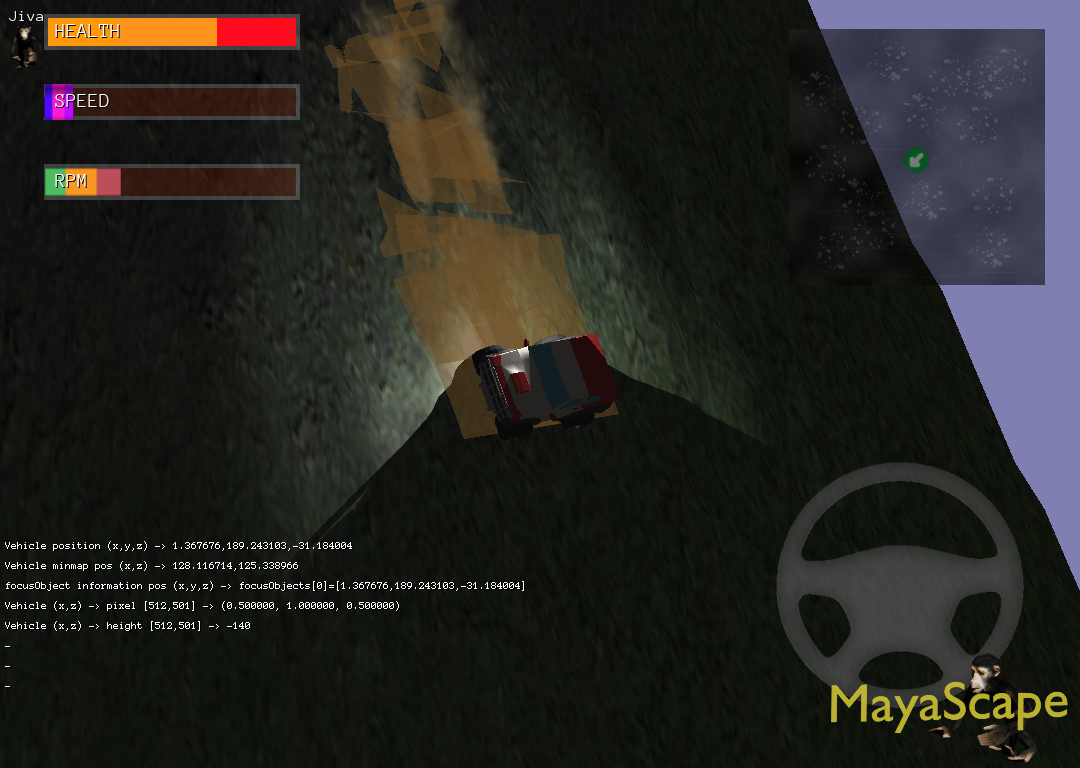 Jiva
HEALTH
SPEED
RPM
Vehicle position (x,y,z) -> 1.367676,189.243103,-31.184004
Vehicle minmap pos (x,z) -> 128.116714,125.338966
focusObject information pos (x,y,z) -> focusObjects[0]=[1.367676,189.243103,-31.184004]
Vehicle (x,z) -> pixel [512,501] -> (0.500000, 1.000000, 0.500000)
Vehicle (x,z) -> height [512,501] -> -140
-
-
-
MayaScape